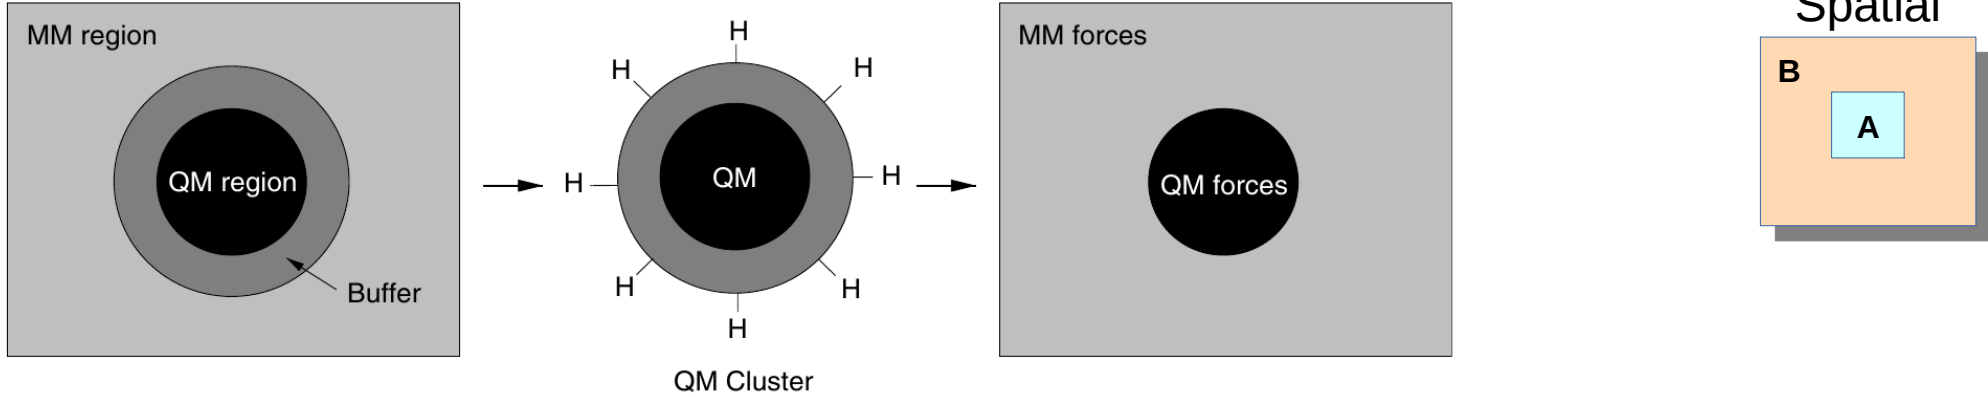 MM region
QM region
Buffer
H
H
H
H
QM
H
H
H
H
QM Cluster
MM forces
QM forces
Spatial
B
A